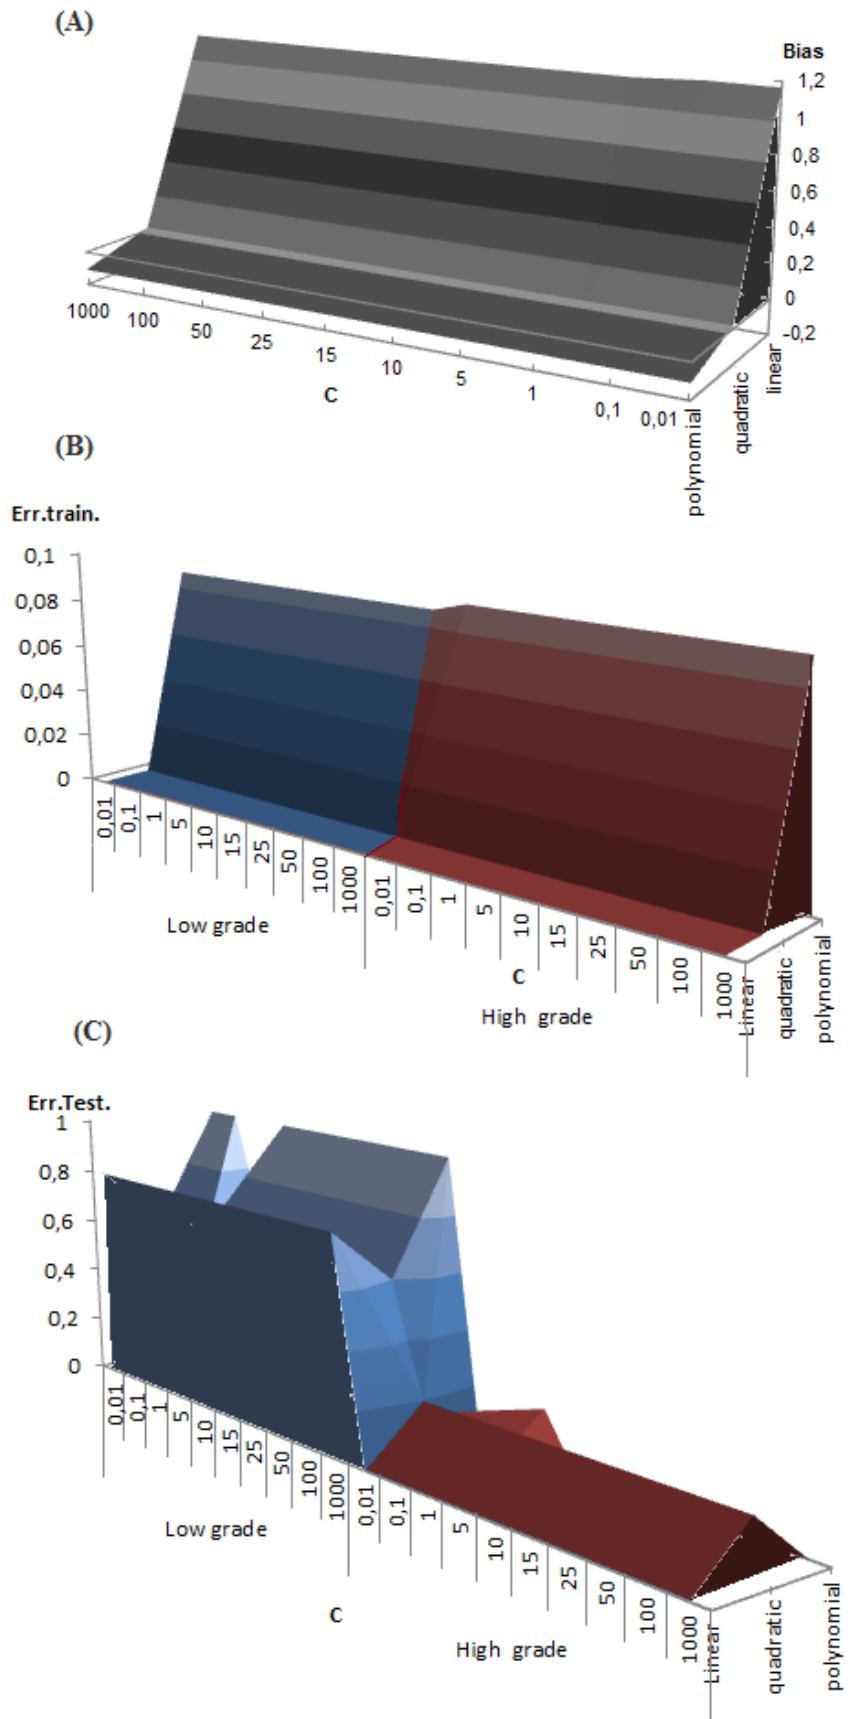 (A)
Bias
1,2
1
0,8
0,6
0,4
0,2
0
-0,2
1000 100 50 25 15 10 5 1 0,1 0,01
C
polynomial
quadratic
linear
(B)
Err.train.
0,1
0,08
0,06
0,04
0,02
0
0,01 0,1 1 5 10 15 25 50 100 1000 0,01 0,1 1 5 10 15 25 50 100 1000
Low grade
C
High grade
Linear
quadratic
polynomial
(C)
Err.Test.
1
0,8
0,6
0,4
0,2
0
0,01 0,1 1 5 10 15 25 50 100 1000 0,01 0,1 1 5 10 15 25 50 100 1000
Low grade
C
High grade
Linear
quadratic
polynomial